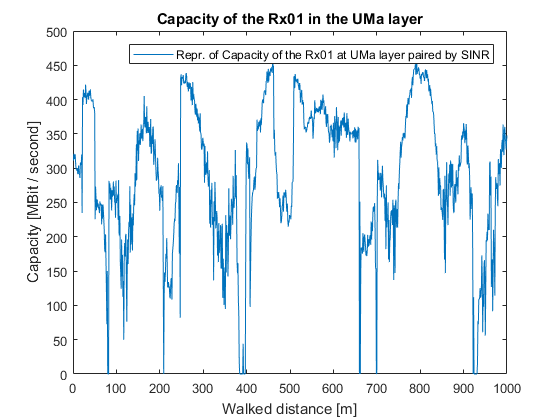 Capacity of the Rx01 in the UMa layer
Repr. of Capacity of the Rx01 at UMa layer paired by SINR
Capacity [MBit / second]
500
450
400
350
300
250
200
150
100
50
0
0 100 200 300 400 500 600 700 800 900 1000
Walked distance [m]